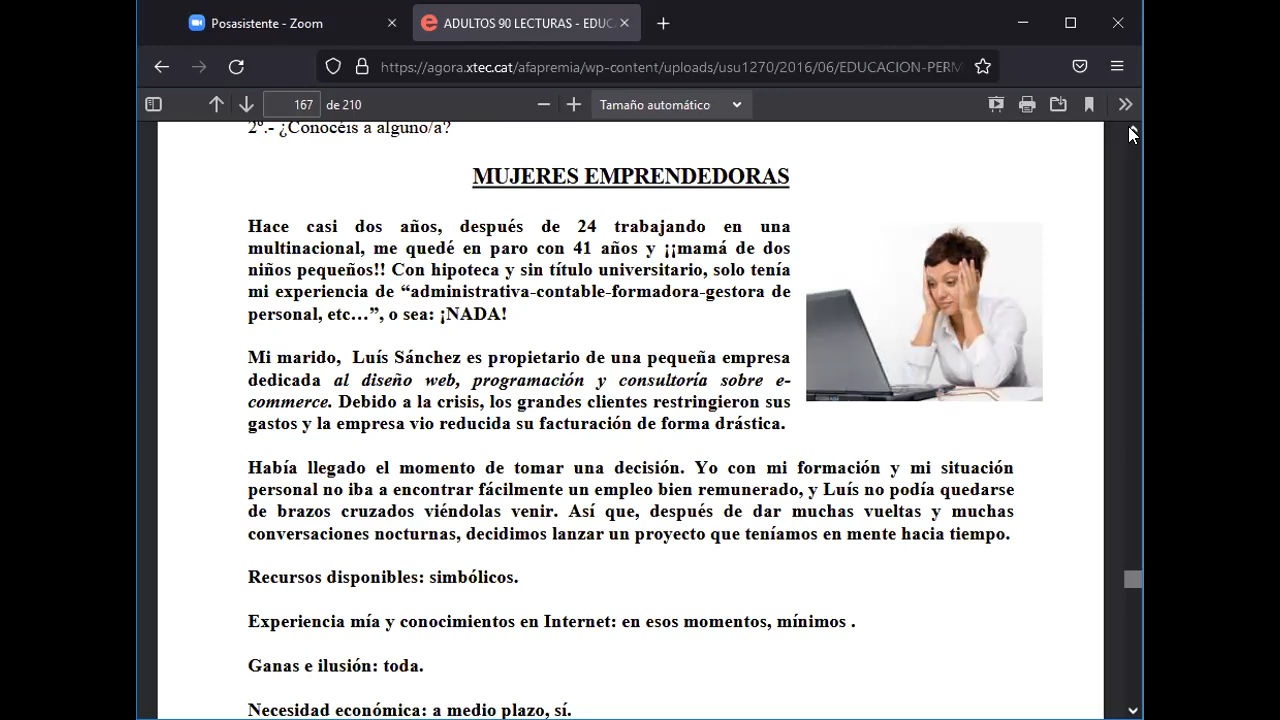 Posasistente - Zoom
ADULTOS 90 LECTURAS - EDUC
https://agora.xtec.cat/afapremia/wp-content/uploads/usu1270/2016/06/EDUCACION-PERM
167 de 210
Tamaño automático
2º.- ¿Conocéis a alguno/a?
MUJERES EMPRENDEDORAS
Hace casi dos años, después de 24 trabajando en una
multinacional, me quedé en paro con 41 años y ¡¡mamá de dos
niños pequeños!! Con hipoteca y sin título universitario, solo tenía
mi experiencia de “administrativa-contable-formadora-gestora de
personal, etc…”, o sea: ¡NADA!
Mi marido, Luís Sánchez es propietario de una pequeña empresa
dedicada al diseño web, programación y consultoría sobre e-
commerce. Debido a la crisis, los grandes clientes restringieron sus
gastos y la empresa vio reducida su facturación de forma drástica.
Había llegado el momento de tomar una decisión. Yo con mi formación y mi situación
personal no iba a encontrar fácilmente un empleo bien remunerado, y Luís no podía quedarse
de brazos cruzados viéndolas venir. Así que, después de dar muchas vueltas y muchas
conversaciones nocturnas, decidimos lanzar un proyecto que teníamos en mente hacia tiempo.
Recursos disponibles: simbólicos.
Experiencia mía y conocimientos en Internet: en esos momentos, mínimos .
Ganas e ilusión: toda.
Necesidad económica: a medio plazo, sí.